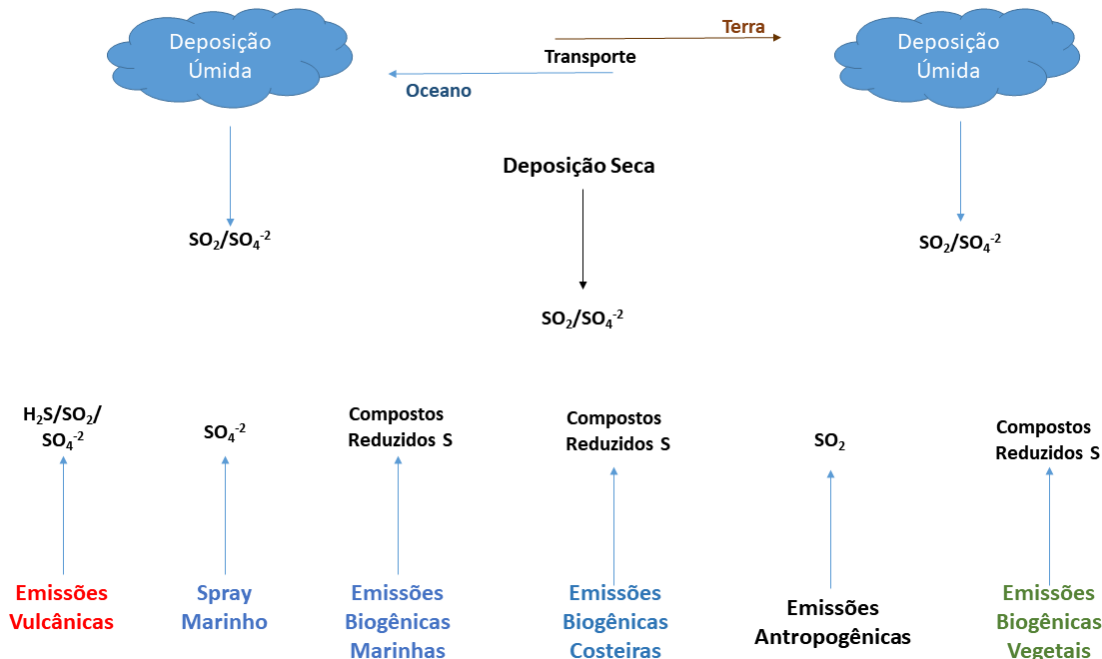 Deposição
Úmida
Terra
Transporte
Oceano
Deposição
Úmida
Deposição Seca
SO₂/SO₄⁻²
SO₂/SO₄⁻²
SO₂/SO₄⁻²
H₂S/SO₂/
SO₄⁻²
SO₄⁻²
Compostos
Reduzidos S
Compostos
Reduzidos S
SO₂
Compostos
Reduzidos S
Emissões
Vulcânicas
Spray
Marinho
Emissões
Biogênicas
Marinhas
Emissões
Biogênicas
Costeiras
Emissões
Antropogênicas
Emissões
Biogênicas
Vegetais